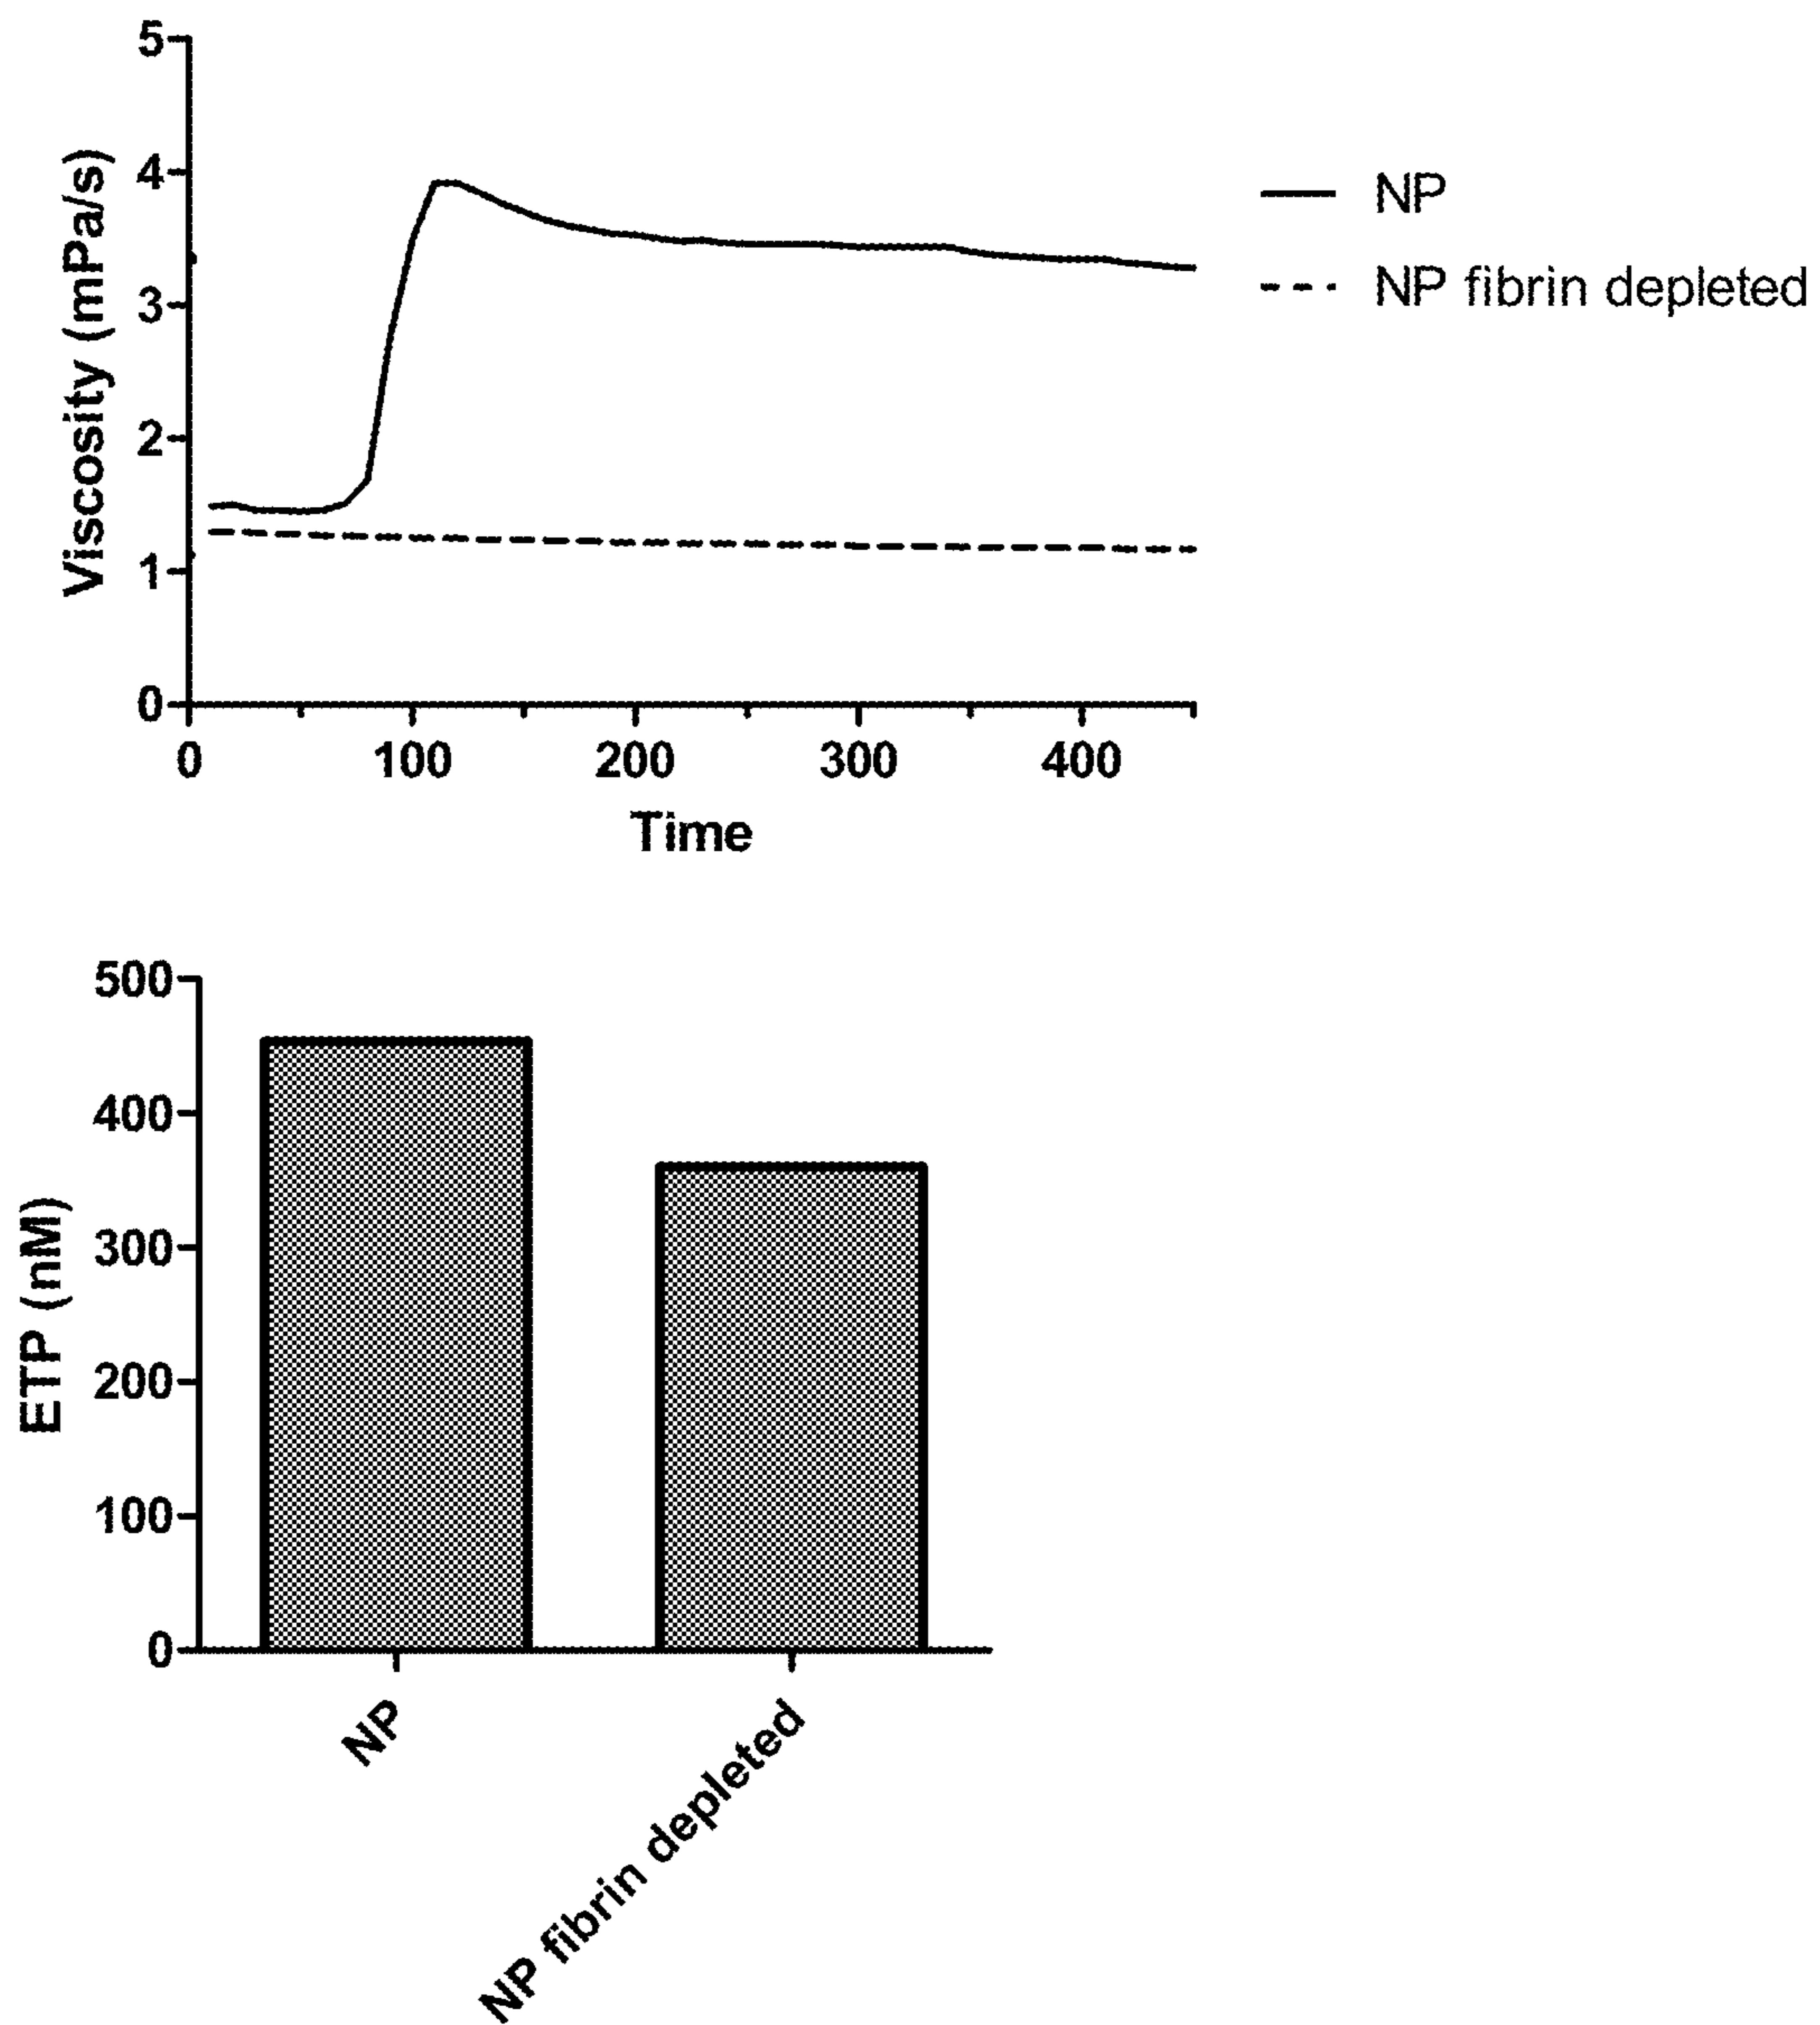 5
4
3
2
1
0
Viscosity (mPa/s)
0 100 200 300 400
Time
NP
NP fibrin depleted
500
400
300
200
100
0
ETP (nM)
NP
NP fibrin depleted